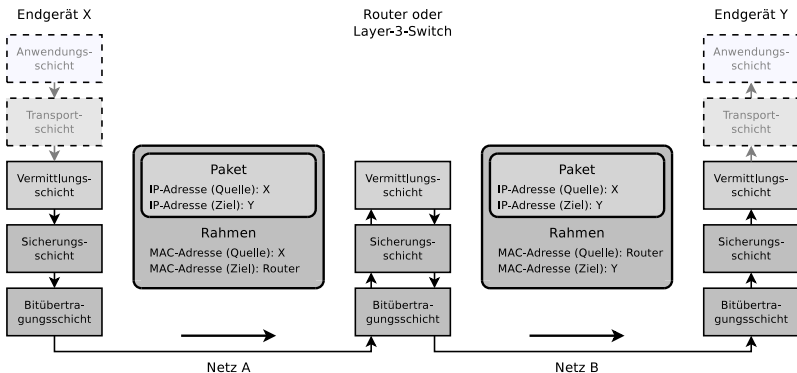 Endgerät X
Router oder
Layer-3-Switch
Endgerät Y
Anwendungs-
schicht
Transport-
schicht
Vermittlungs-
schicht
Sicherungs-
schicht
Bitübertra-
gungsschicht
Paket
IP-Adresse (Quelle): X
IP-Adresse (Ziel): Y
Rahmen
MAC-Adresse (Quelle): X
MAC-Adresse (Ziel): Router
Vermittlungs-
schicht
Sicherungs-
schicht
Bitübertra-
gungsschicht
Paket
IP-Adresse (Quelle): X
IP-Adresse (Ziel): Y
Rahmen
MAC-Adresse (Quelle): Router
MAC-Adresse (Ziel): Y
Anwendungs-
schicht
Transport-
schicht
Vermittlungs-
schicht
Sicherungs-
schicht
Bitübertra-
gungsschicht
Netz A
Netz B